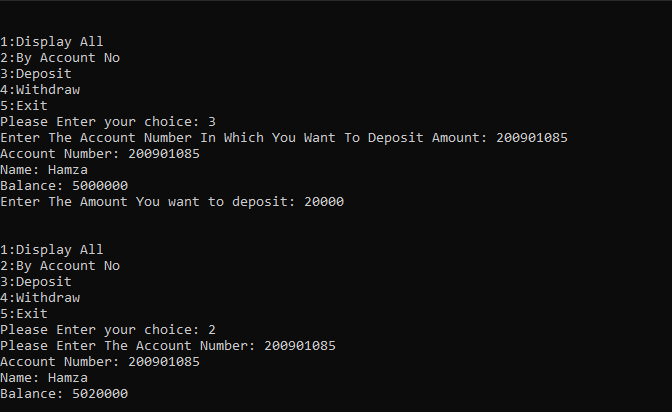 1:Display All
2:By Account No
3:Deposit
4:Withdraw
5:Exit
Please Enter your choice: 3
Enter The Account Number In Which You Want To Deposit Amount: 200901085
Account Number: 200901085
Name: Hamza
Balance: 5000000
Enter The Amount You want to deposit: 20000
1:Display All
2:By Account No
3:Deposit
4:Withdraw
5:Exit
Please Enter your choice: 2
Please Enter The Account Number: 200901085
Account Number: 200901085
Name: Hamza
Balance: 5020000